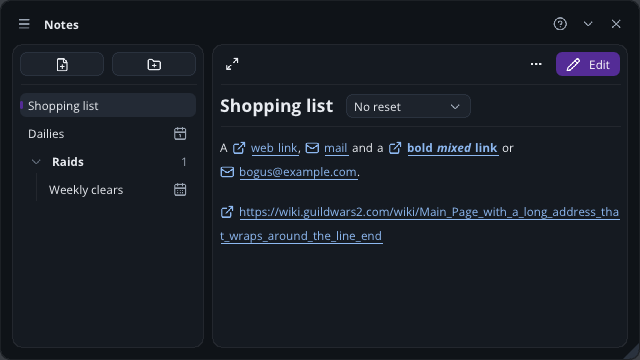 Notes
Edit
Shopping list
No reset
Shopping list
Dailies
Raids 1
Weekly clears
A web link, mail and a bold mixed link or
bogus@example.com.
https://wiki.guildwars2.com/wiki/Main_Page_with_a_long_address_tha
t_wraps_around_the_line_end